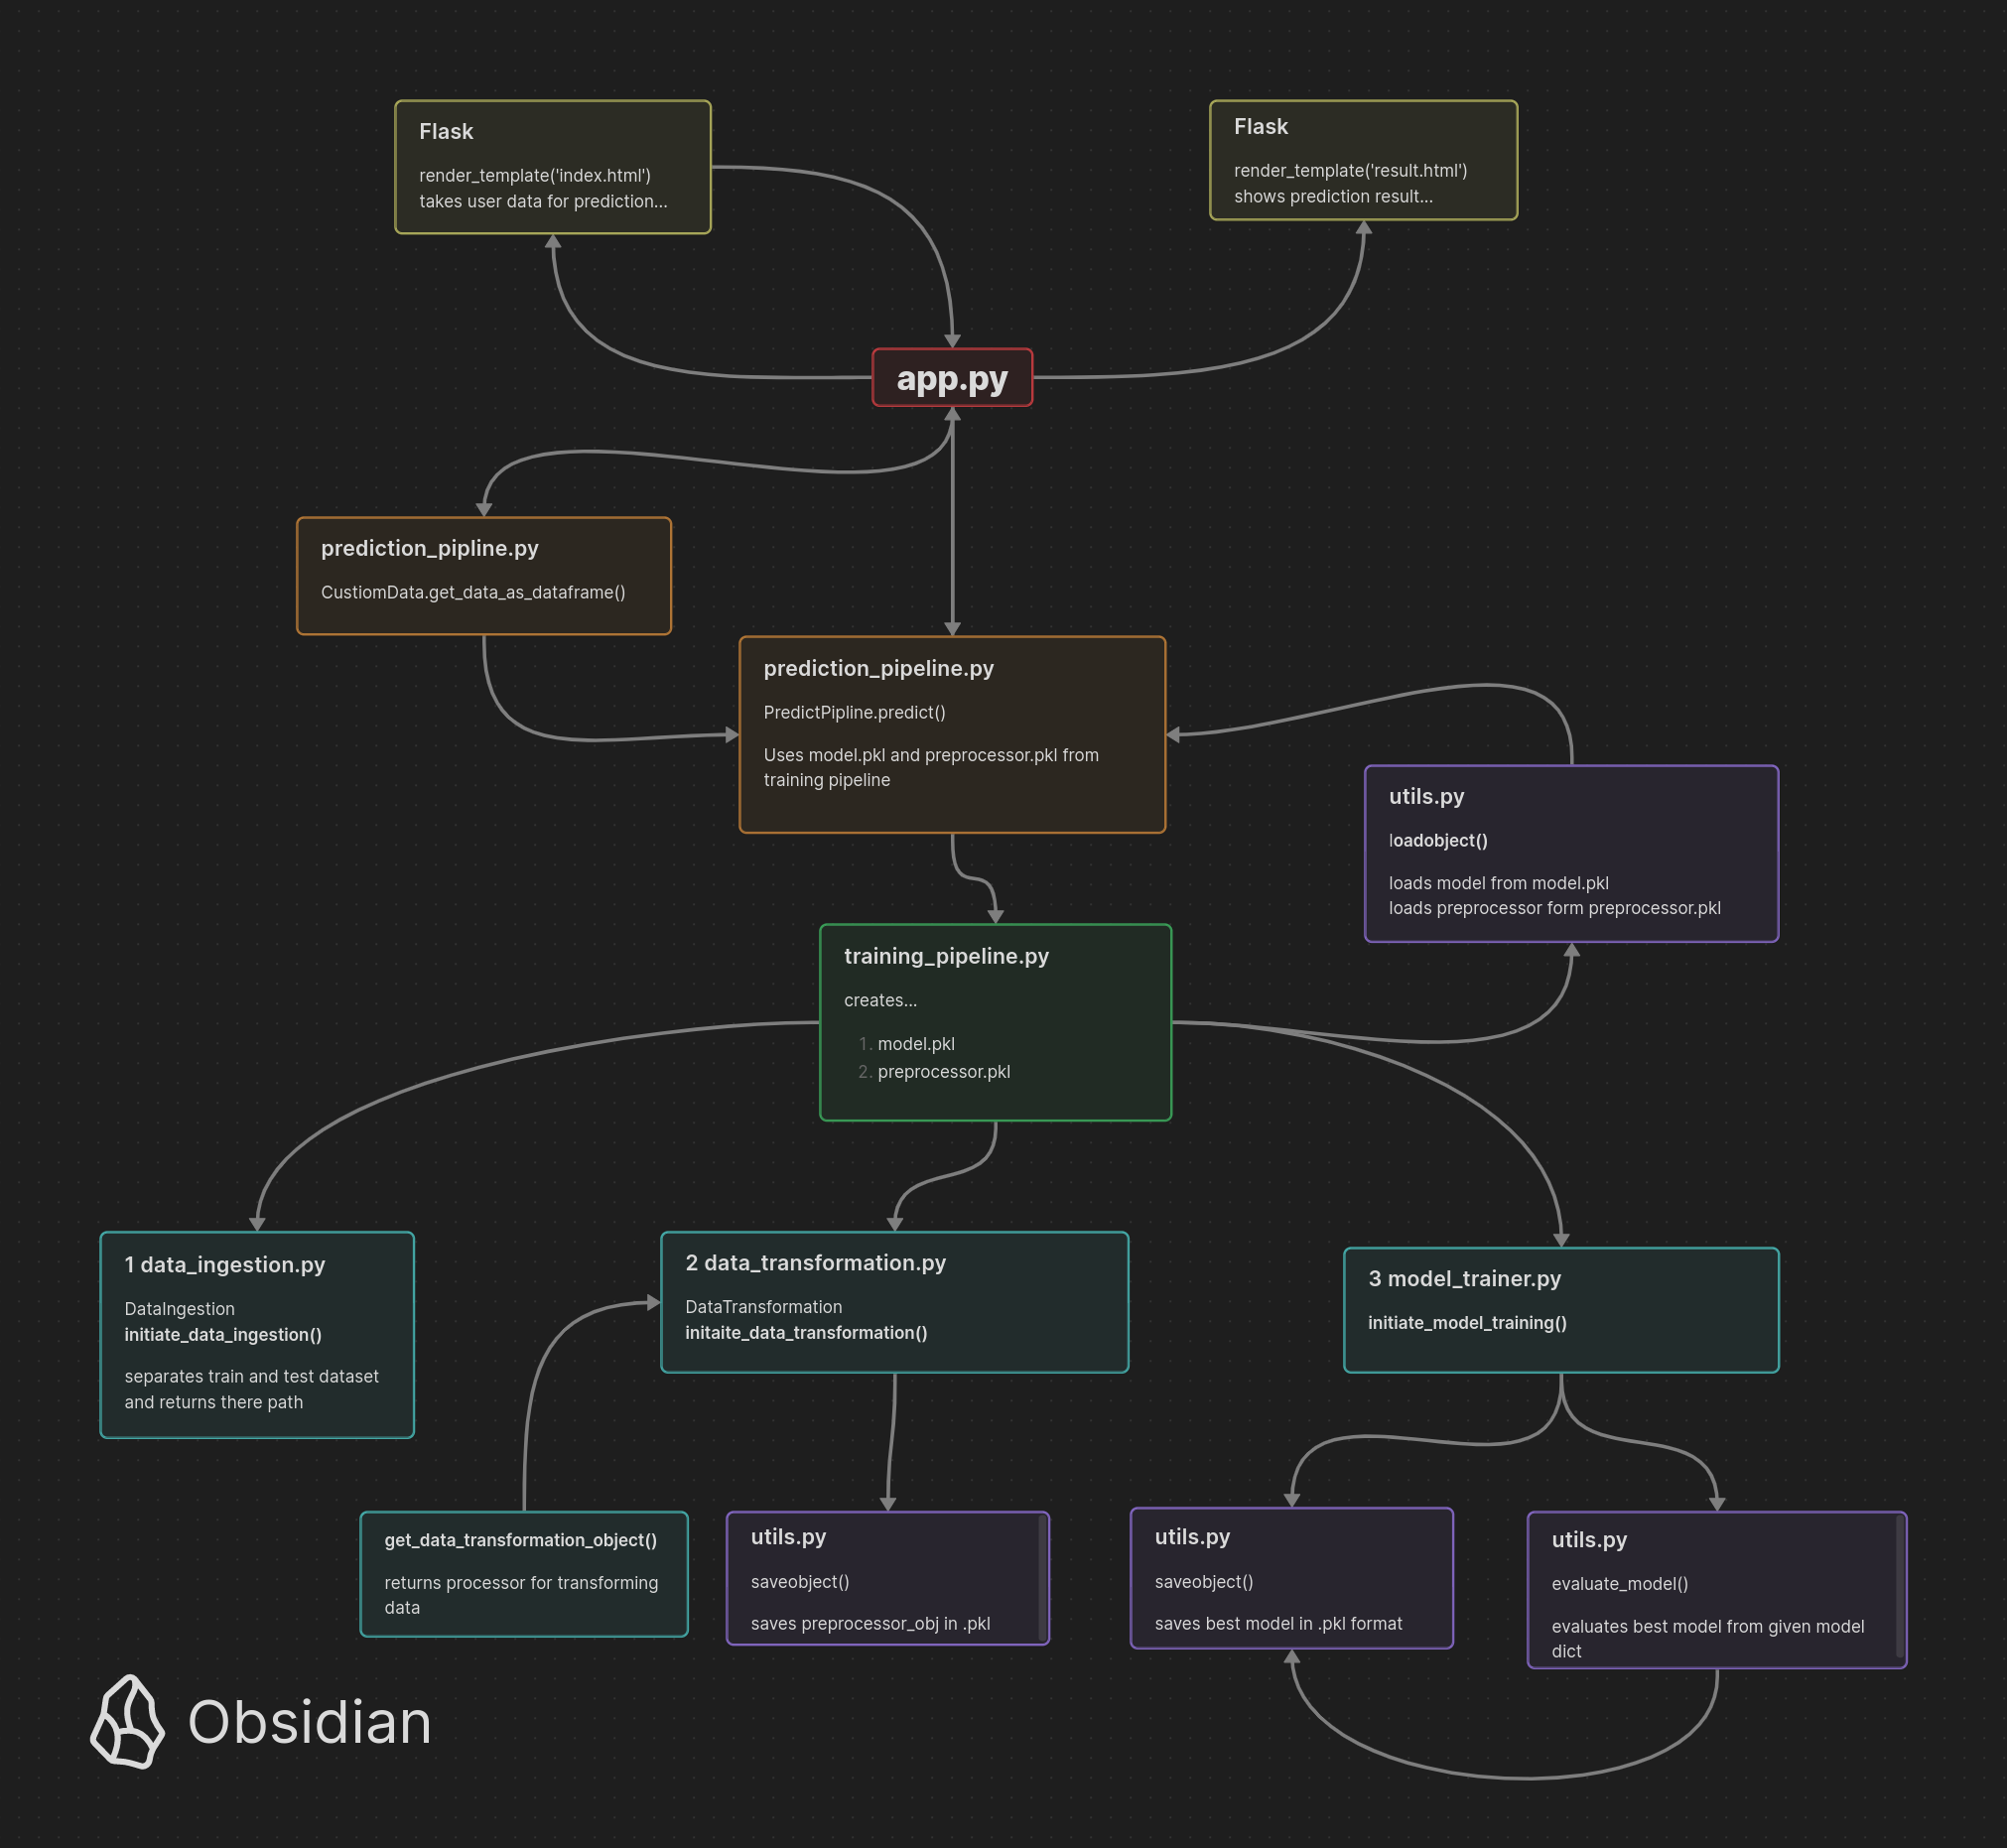 Flask
render_template('index.html')
takes user data for prediction...
Flask
render_template('result.html')
shows prediction result...
app.py
prediction_pipline.py
CustiomData.get_data_as_dataframe()
prediction_pipeline.py
PredictPipline.predict()
Uses model.pkl and preprocessor.pkl from
training pipeline
utils.py
loadobject()
loads model from model.pkl
loads preprocessor form preprocessor.pkl
training_pipeline.py
creates...
1. model.pkl
2. preprocessor.pkl
1 data_ingestion.py
DataIngestion
initiate_data_ingestion()
separates train and test dataset
and returns there path
2 data_transformation.py
DataTransformation
initaite_data_transformation()
3 model_trainer.py
initiate_model_training()
get_data_transformation_object()
returns processor for transforming
data
utils.py
saveobject()
saves preprocessor_obj in .pkl
utils.py
saveobject()
saves best model in .pkl format
utils.py
evaluate_model()
evaluates best model from given model
dict
Obsidian